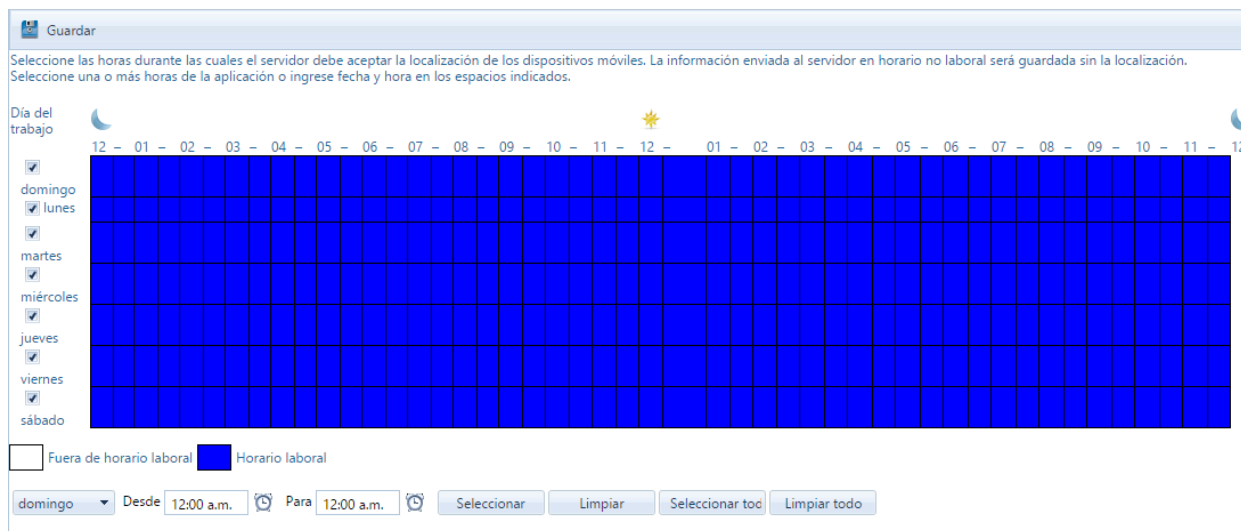 Guardar
Seleccione las horas durante las cuales el servidor debe aceptar la localización de los dispositivos móviles. La información enviada al servidor en horario no laboral será guardada sin la localización.
Seleccione una o más horas de la aplicación o ingrese fecha y hora en los espacios indicados.
Día del
trabajo
12 – 01 – 02 – 03 – 04 – 05 – 06 – 07 – 08 – 09 – 10 – 11 – 12 – 01 – 02 – 03 – 04 – 05 – 06 – 07 – 08 – 09 – 10 – 11 – 12
domingo
lunes
martes
miércoles
jueves
viernes
sábado
Fuera de horario laboral Horario laboral
domingo Desde 12:00 a.m. Para 12:00 a.m. Seleccionar Limpiar Seleccionar tod Limpiar todo